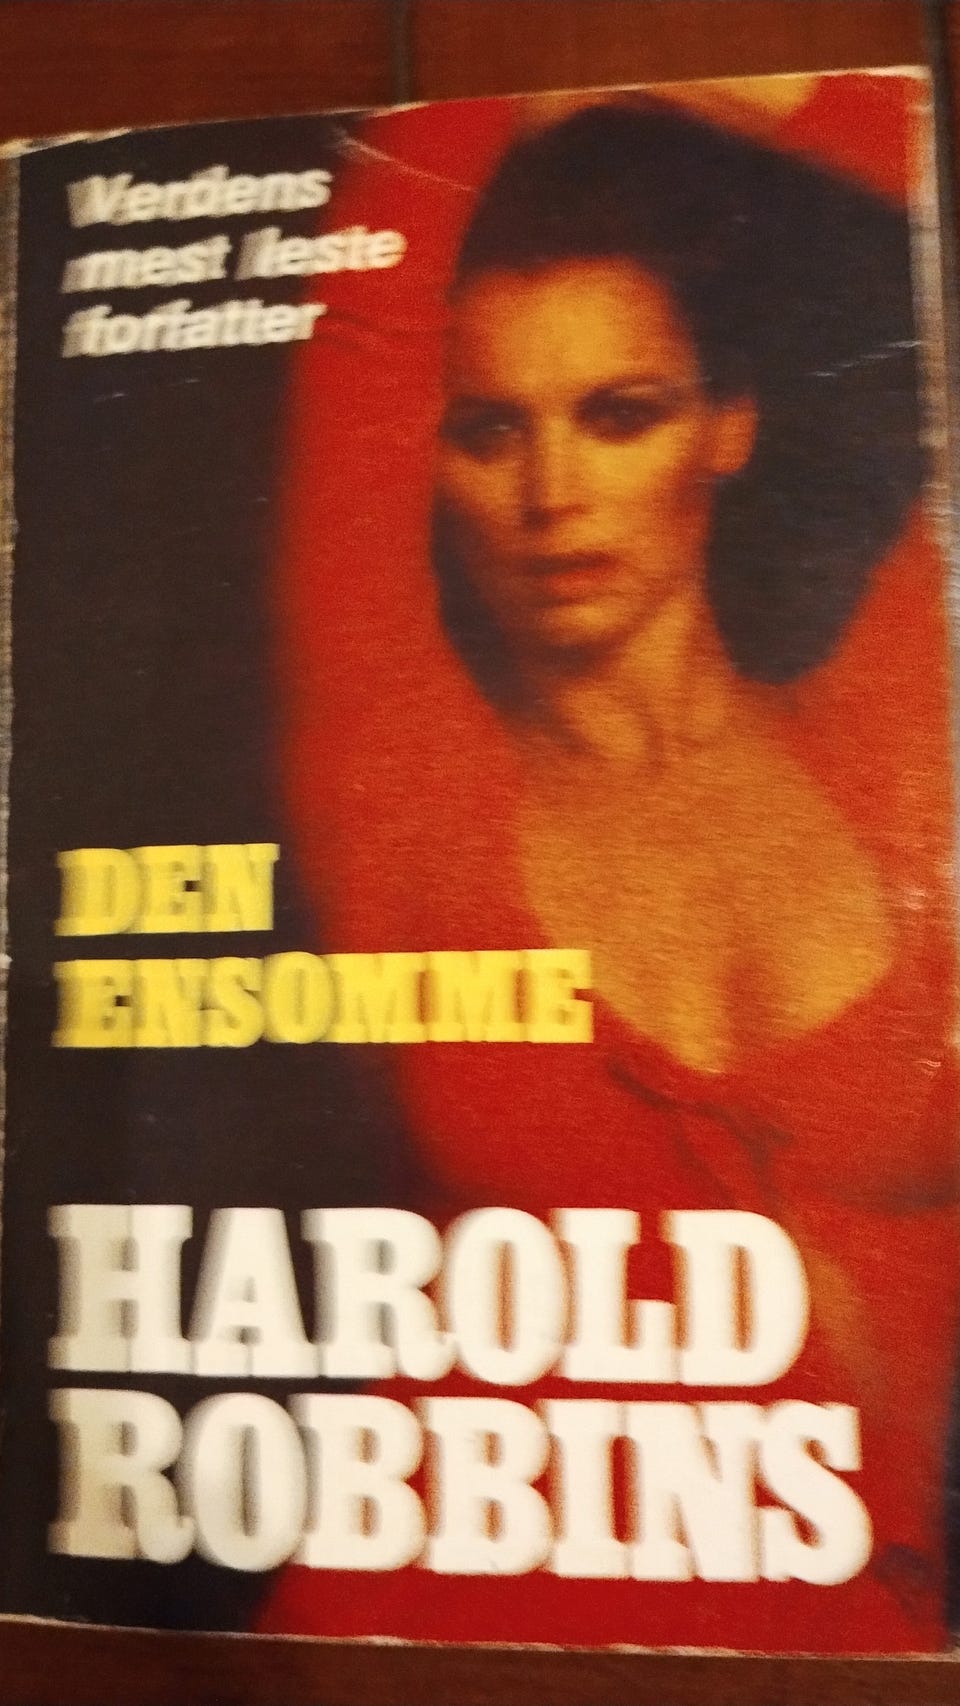 Verdens
mest leste
forfatter
DEN
ENSOMME
HAROLD
ROBBINS